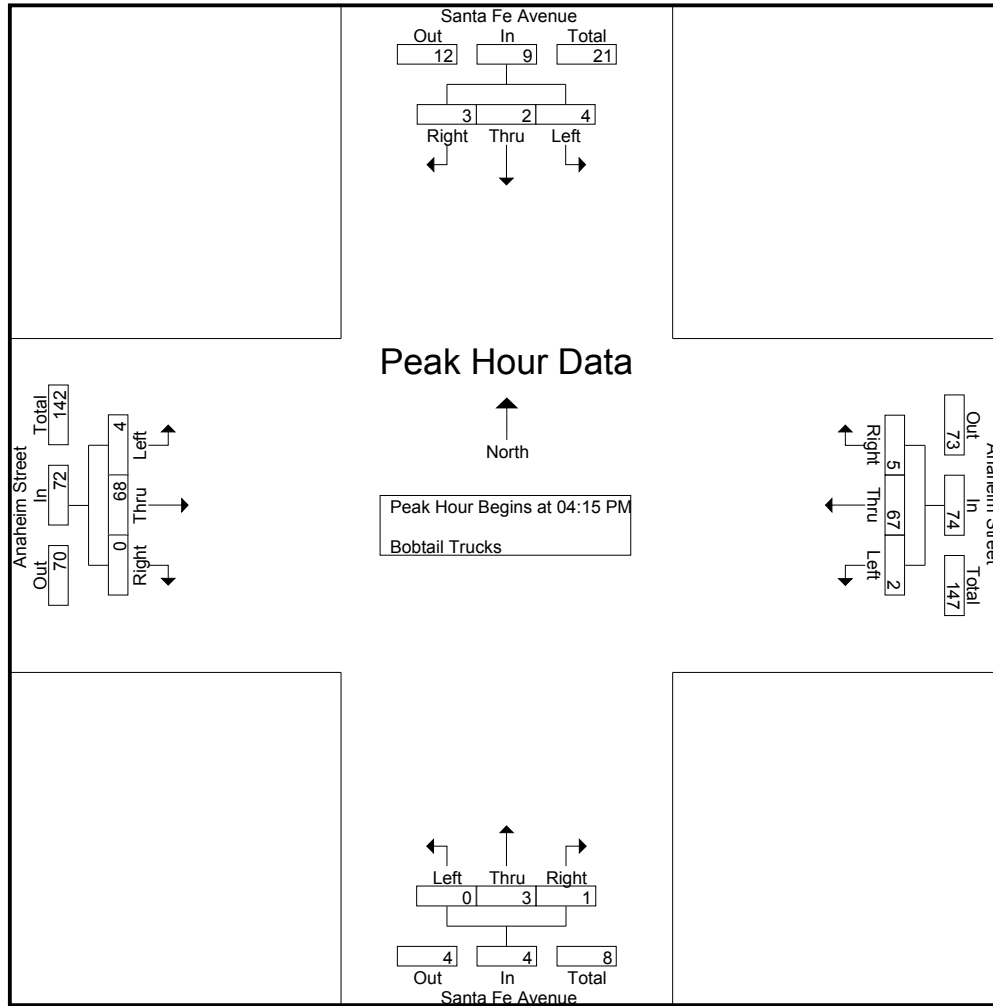 Santa Fe Avenue
Out In Total
12 9 21
3 2 4
Right Thru Left
Peak Hour Data
North
Peak Hour Begins at 04:15 PM
Bobtail Trucks
Anaheim Street
Total In Out
142 72 70
4 68 0
Left Thru Right
Anaheim Street
Out In Total
73 74 147
5 67 2
Right Thru Left
Left Thru Right
0 3 1
4 4 8
Out In Total
Santa Fe Avenue